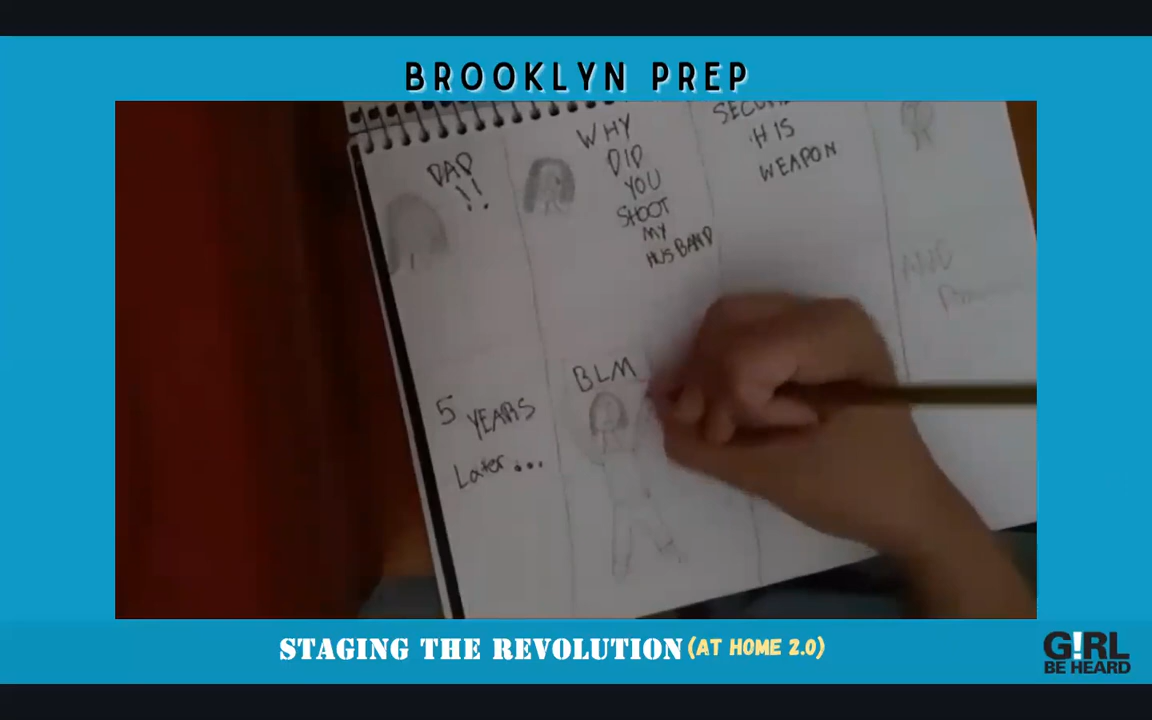 BROOKLYN PREP
DAD
!!
WHY
DID
YOU
SHOOT
MY
HUSBAND
HIS
WEAPON
5
YEARS
Later...
BLM
STAGING THE REVOLUTION (AT HOME 2.0)
G!RL
BE HEARD